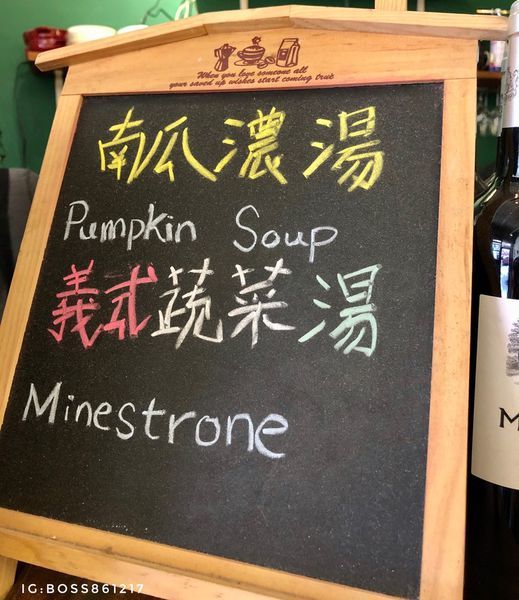 When you love someone all
your saved up wishes start coming true
南瓜濃湯
Pumpkin Soup
義式蔬菜湯
Minestrone
M
IG:BOSS861217